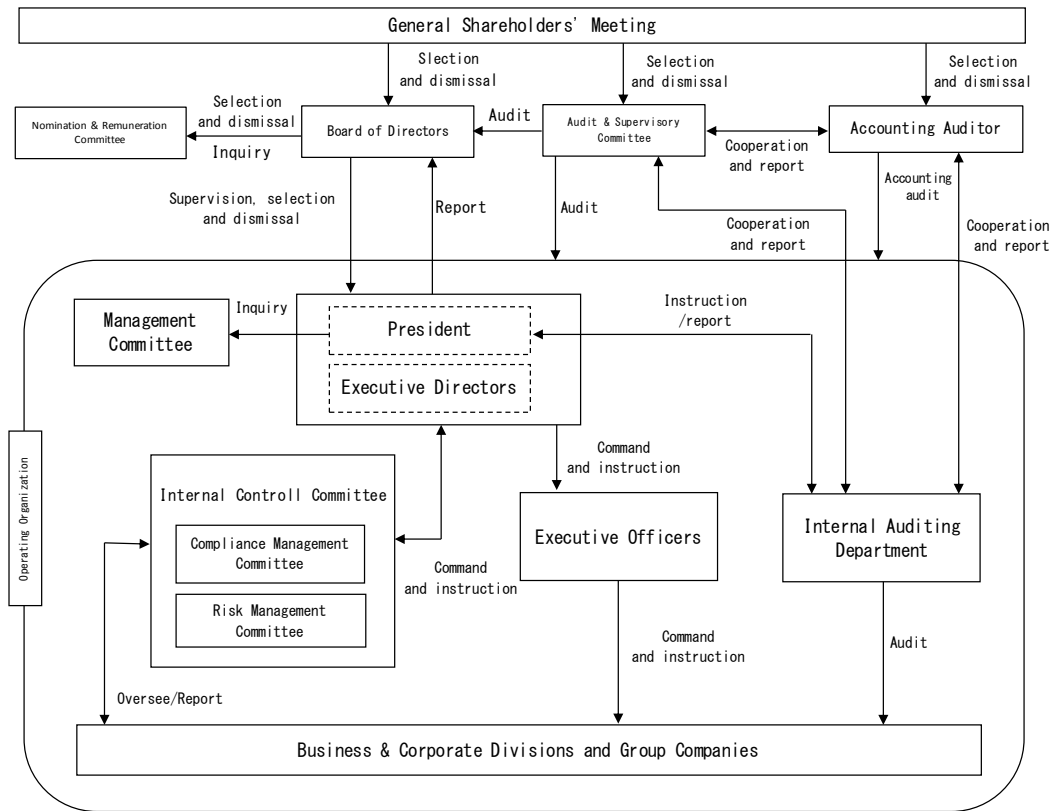 General Shareholders' Meeting
Slection
and dismissal
Selection
and dismissal
Selection
and dismissal
Selection
and dismissal
Nomination & Remuneration
Committee
Inquiry
Board of Directors
Audit
Audit & Supervisory
Committee
Cooperation
and report
Accounting Auditor
Supervision, selection
and dismissal
Report
Audit
Cooperation
and report
Accounting
audit
Cooperation
and report
Management
Committee
Inquiry
President
Executive Directors
Instruction
/report
Command
and instruction
Operating Organization
Internal Controll Committee
Compliance Management
Committee
Risk Management
Committee
Command
and instruction
Executive Officers
Internal Auditing
Department
Command
and instruction
Audit
Oversee/Report
Business & Corporate Divisions and Group Companies